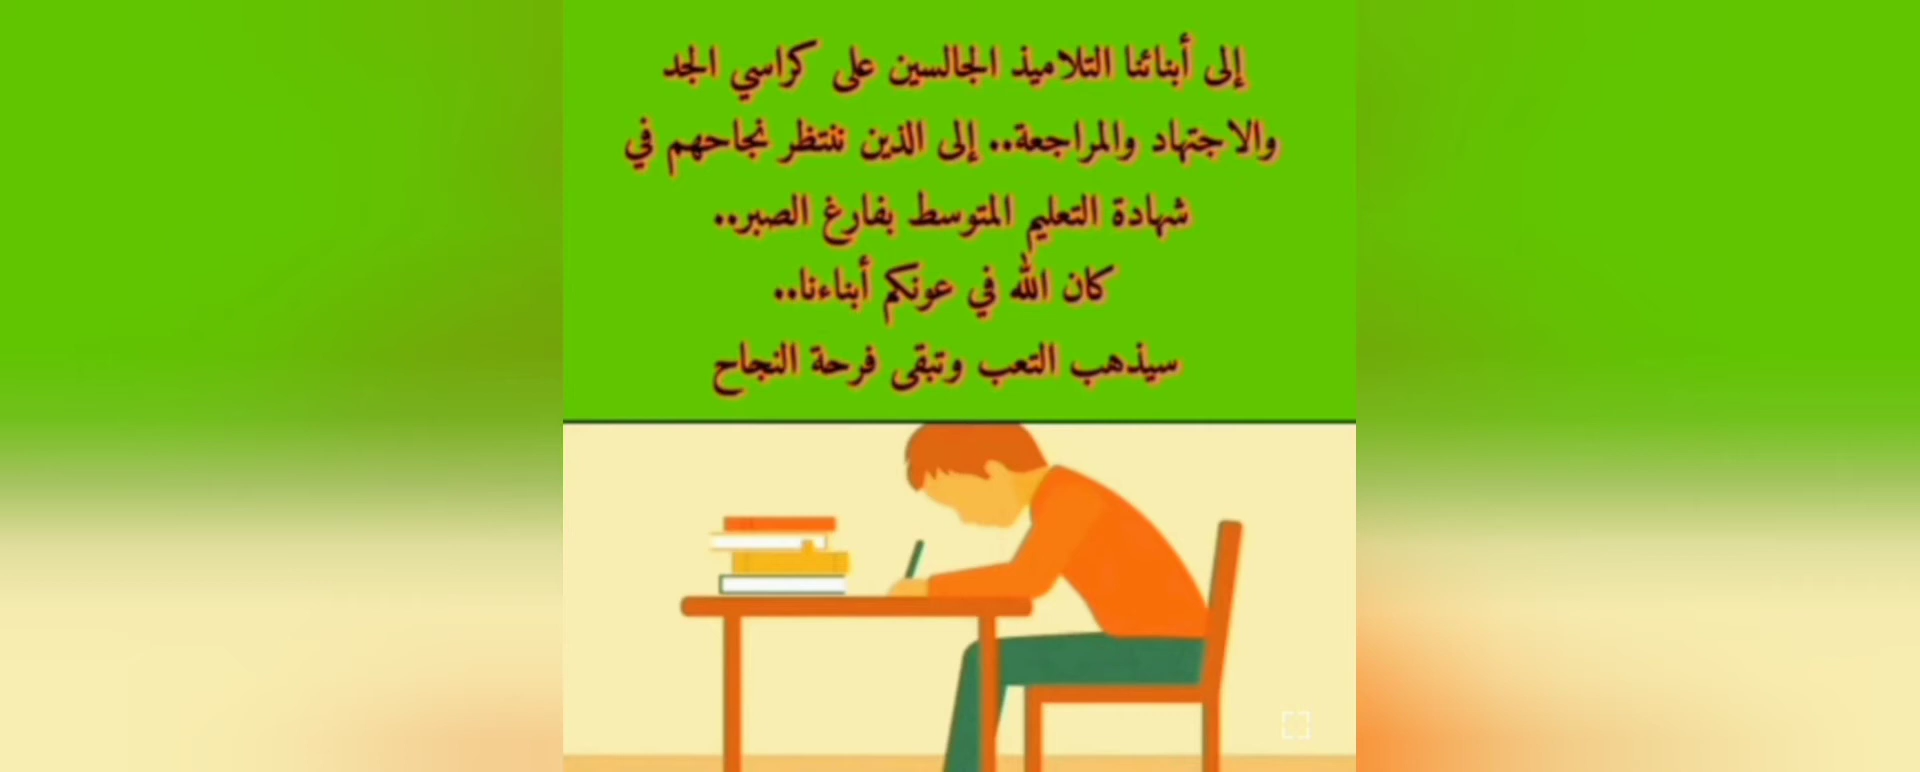 إلى أبنائنا التلاميذ الجالسين على كراسي الجد
والاجتهاد والمراجعة.. إلى الذين ننتظر نجاحهم في
شهادة التعليم المتوسط بفارغ الصبر..
كان الله في عونكم أبناءنا..
سيذهب التعب وتبقى فرحة النجاح